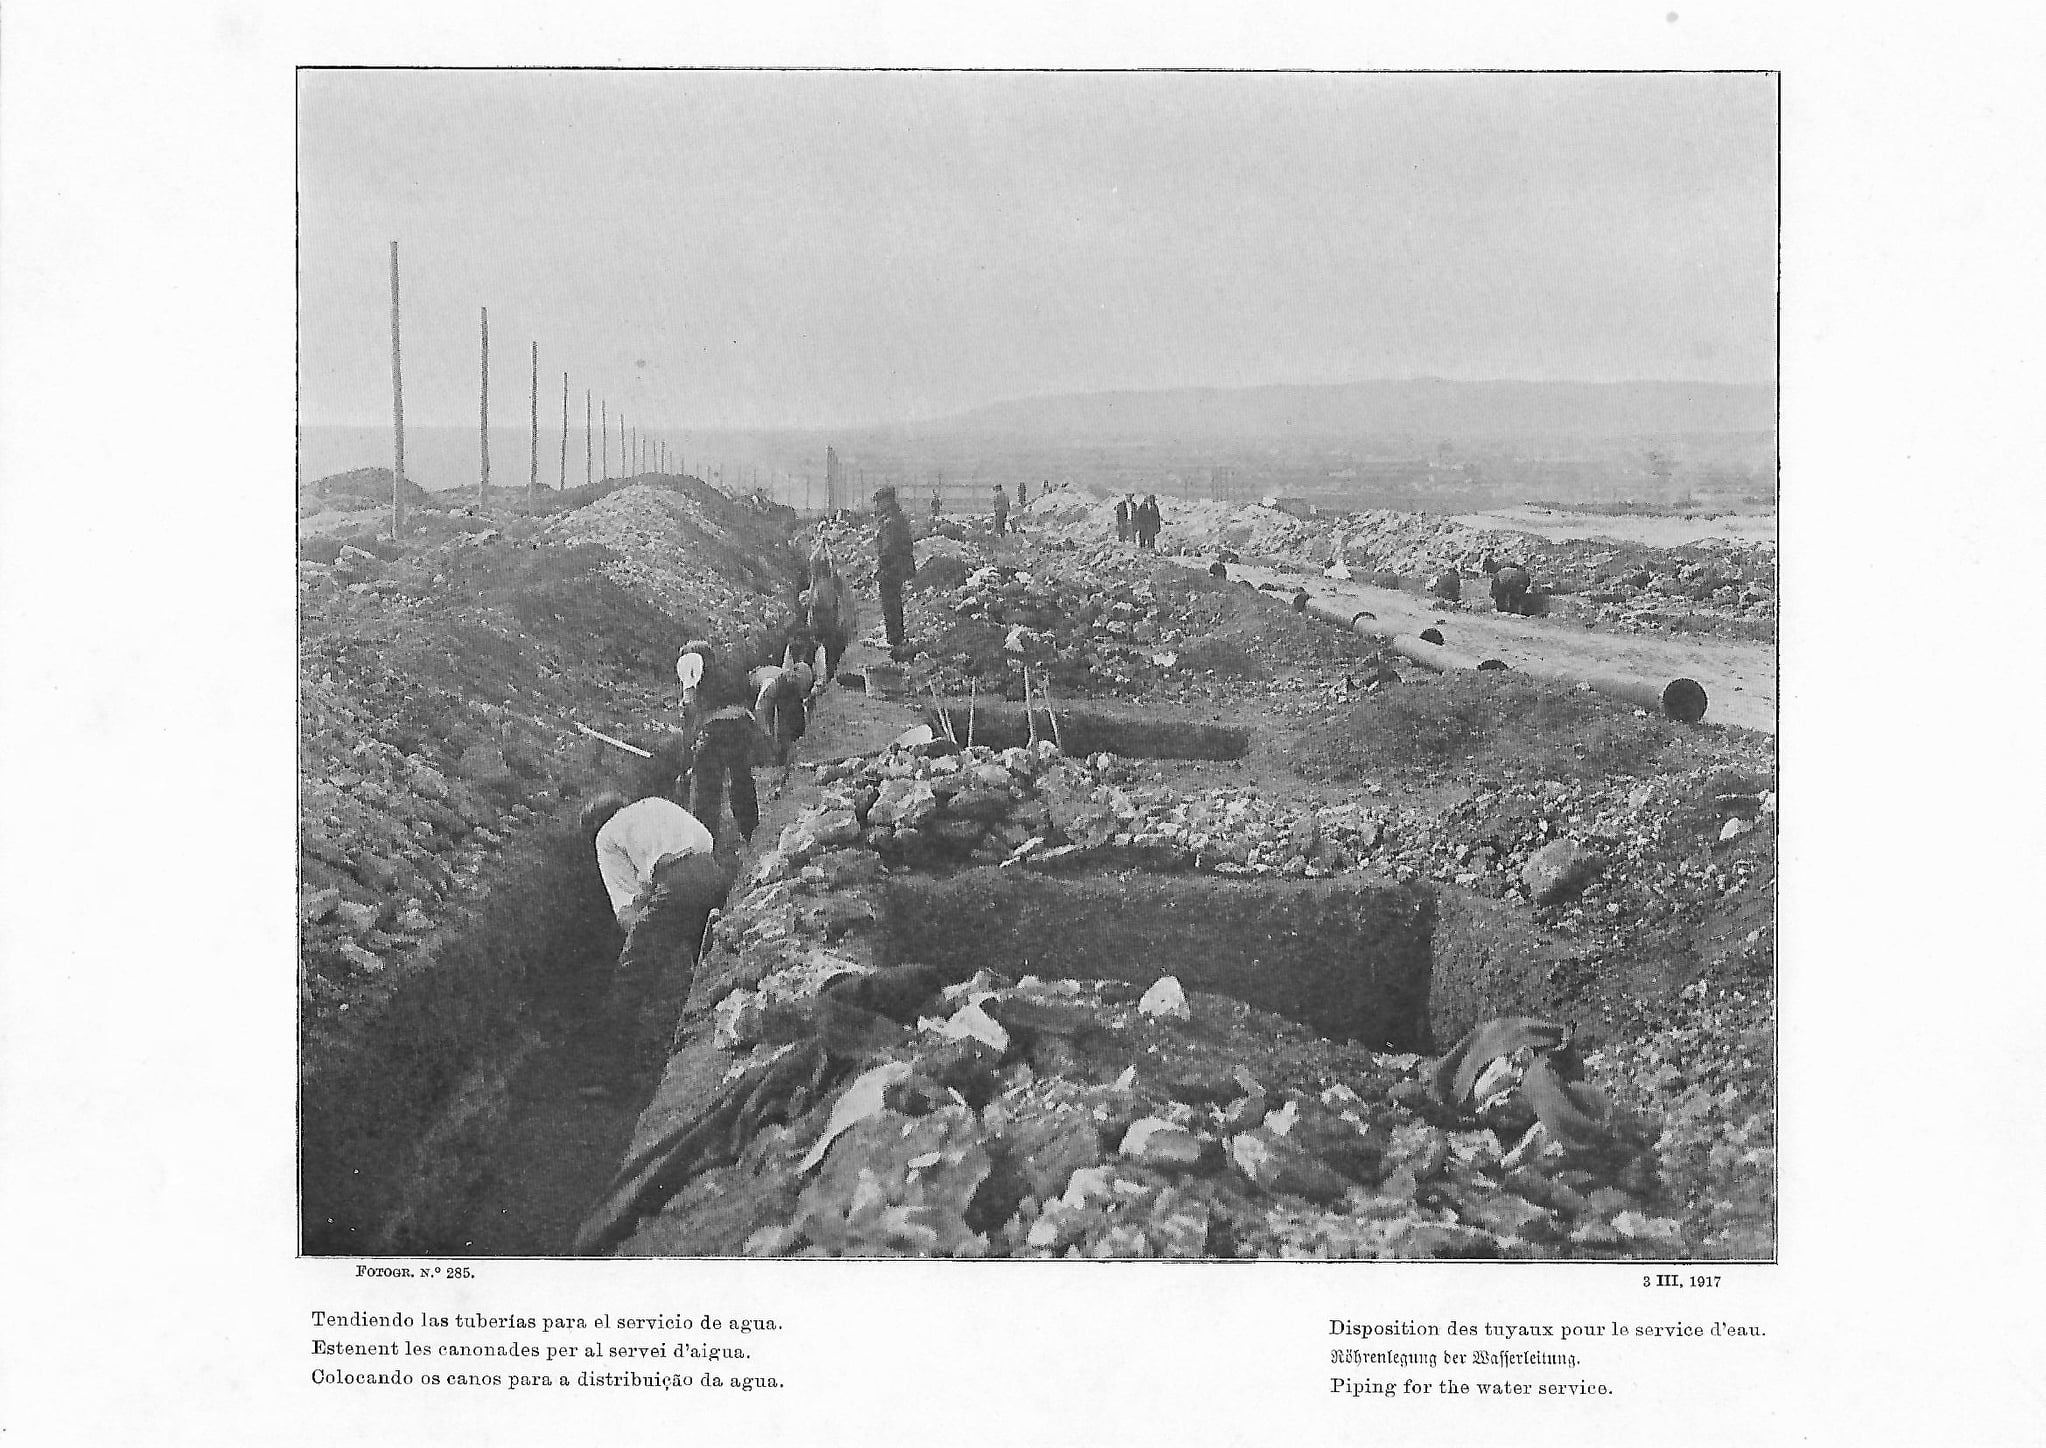 FOTOGR. N.º 285.
3 III, 1917
Tendiendo las tuberías para el servicio de agua.
Estenent les canonades per al servei d'aigua.
Colocando os canos para a distribuição da agua.
Disposition des tuyaux pour le service d'eau.
Röhrenlegung der Wasserleitung.
Piping for the water service.